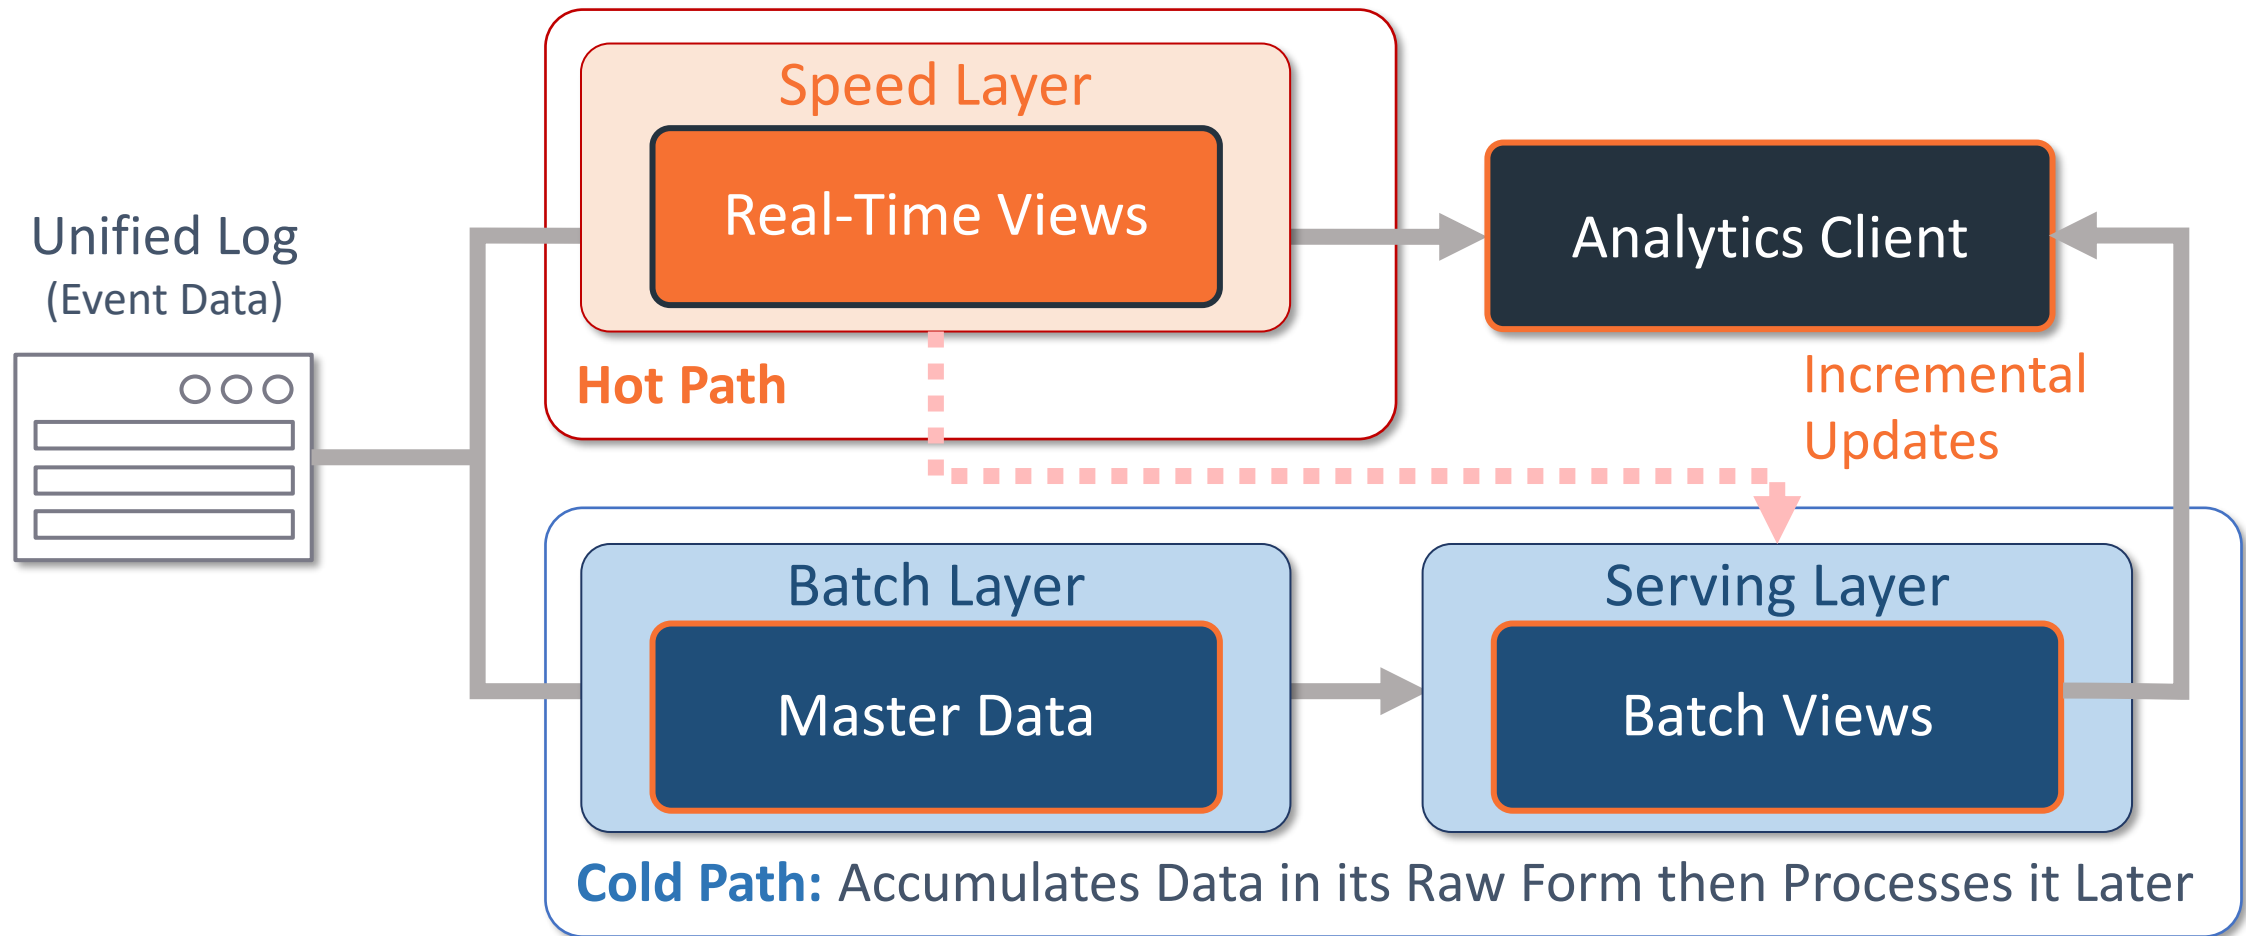 Speed Layer
Real-Time Views
Hot Path
Unified Log
(Event Data)
Analytics Client
Incremental
Updates
Batch Layer
Master Data
Serving Layer
Batch Views
Cold Path: Accumulates Data in its Raw Form then Processes it Later